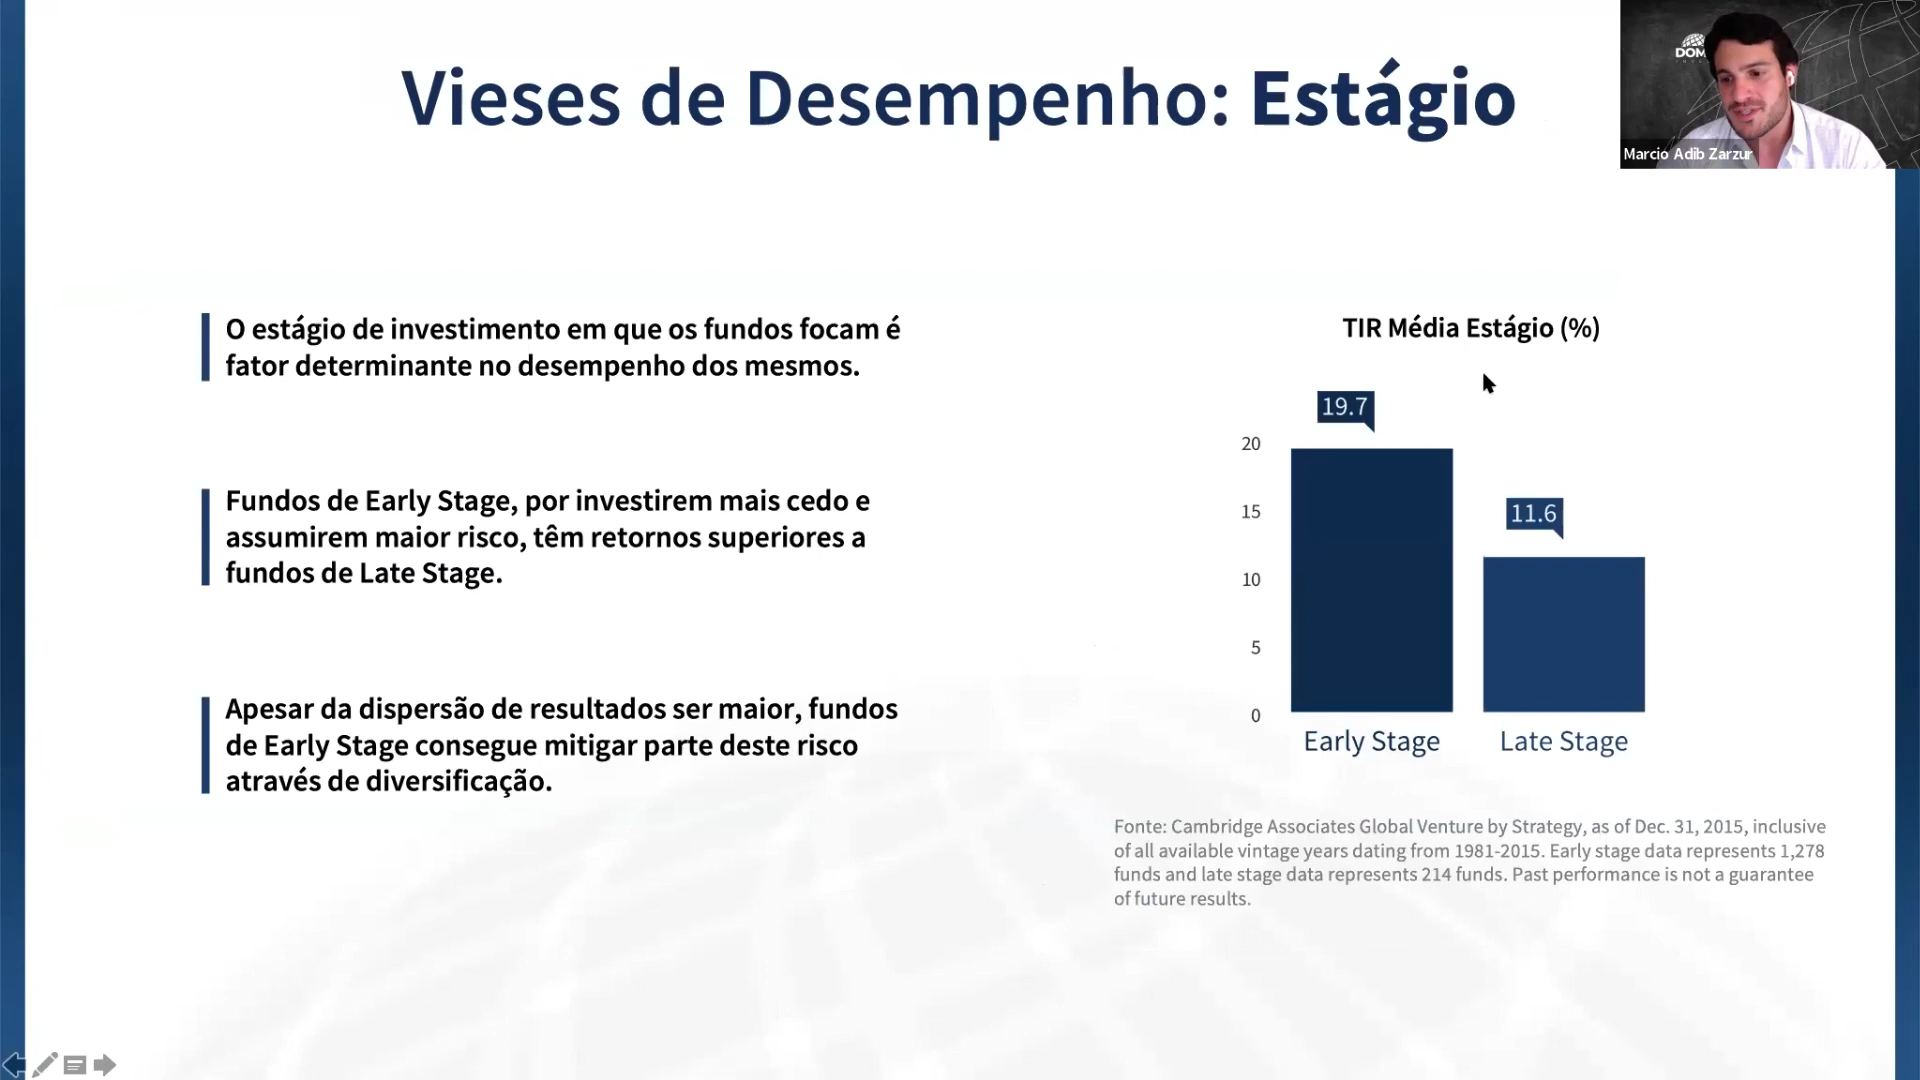 Vieses de Desempenho: Estágio
DOM
Marcio Adib Zarzur
O estágio de investimento em que os fundos focam é
fator determinante no desempenho dos mesmos.
Fundos de Early Stage, por investirem mais cedo e
assumirem maior risco, têm retornos superiores a
fundos de Late Stage.
Apesar da dispersão de resultados ser maior, fundos
de Early Stage consegue mitigar parte deste risco
através de diversificação.
TIR Média Estágio (%)
19.7
11.6
20
15
10
5
0
Early Stage
Late Stage
Fonte: Cambridge Associates Global Venture by Strategy, as of Dec. 31, 2015, inclusive
of all available vintage years dating from 1981-2015. Early stage data represents 1,278
funds and late stage data represents 214 funds. Past performance is not a guarantee
of future results.